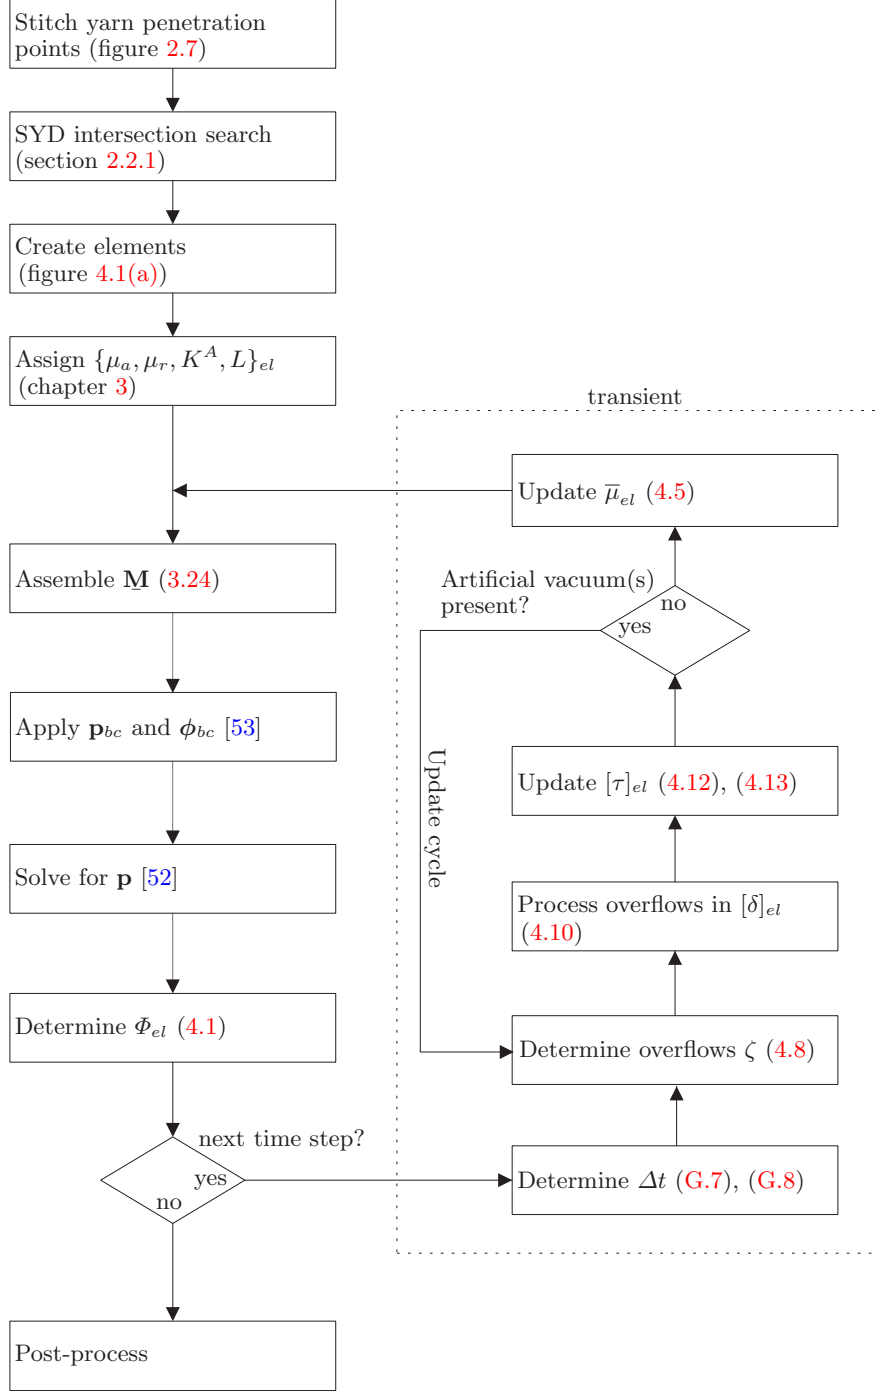 Stitch yarn penetration
points (figure 2.7)
SYD intersection search
(section 2.2.1)
Create elements
(figure 4.1(a))
Assign {μₐ, μᵣ, Kᴬ, L}ₑₗ
(chapter 3)
Assemble M̲ (3.24)
Apply p_bc and ϕ_bc [53]
Solve for p [52]
Determine Φₑₗ (4.1)
next time step?
yes
no
Post-process
transient
Update μ̅ₑₗ (4.5)
Artificial vacuum(s)
present?
no
yes
Update cycle
Update [τ]ₑₗ (4.12), (4.13)
Process overflows in [δ]ₑₗ
(4.10)
Determine overflows ζ (4.8)
Determine Δt (G.7), (G.8)